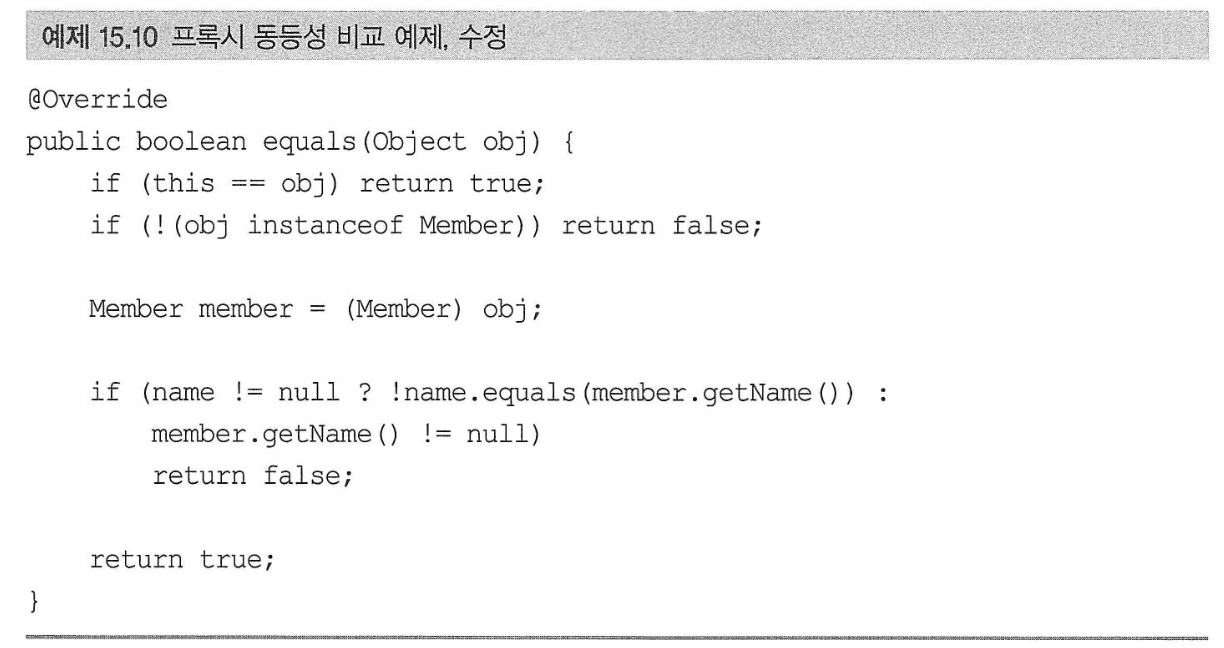 예제 15.10 프록시 동등성 비교 예제, 수정
@Override
public boolean equals(Object obj) {
    if (this == obj) return true;
    if (!(obj instanceof Member)) return false;

    Member member = (Member) obj;

    if (name != null ? !name.equals(member.getName()) :
        member.getName() != null)
        return false;

    return true;
}